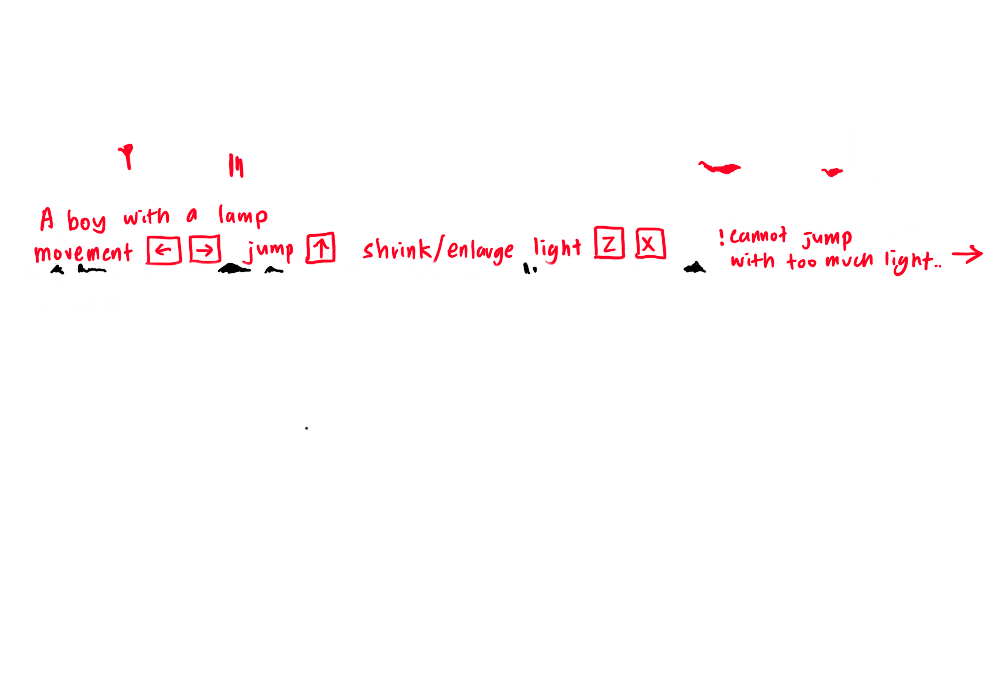 A boy with a lamp
movement ← → jump ↑ shrink/enlarge light Z X
! cannot jump
with too much light.. →